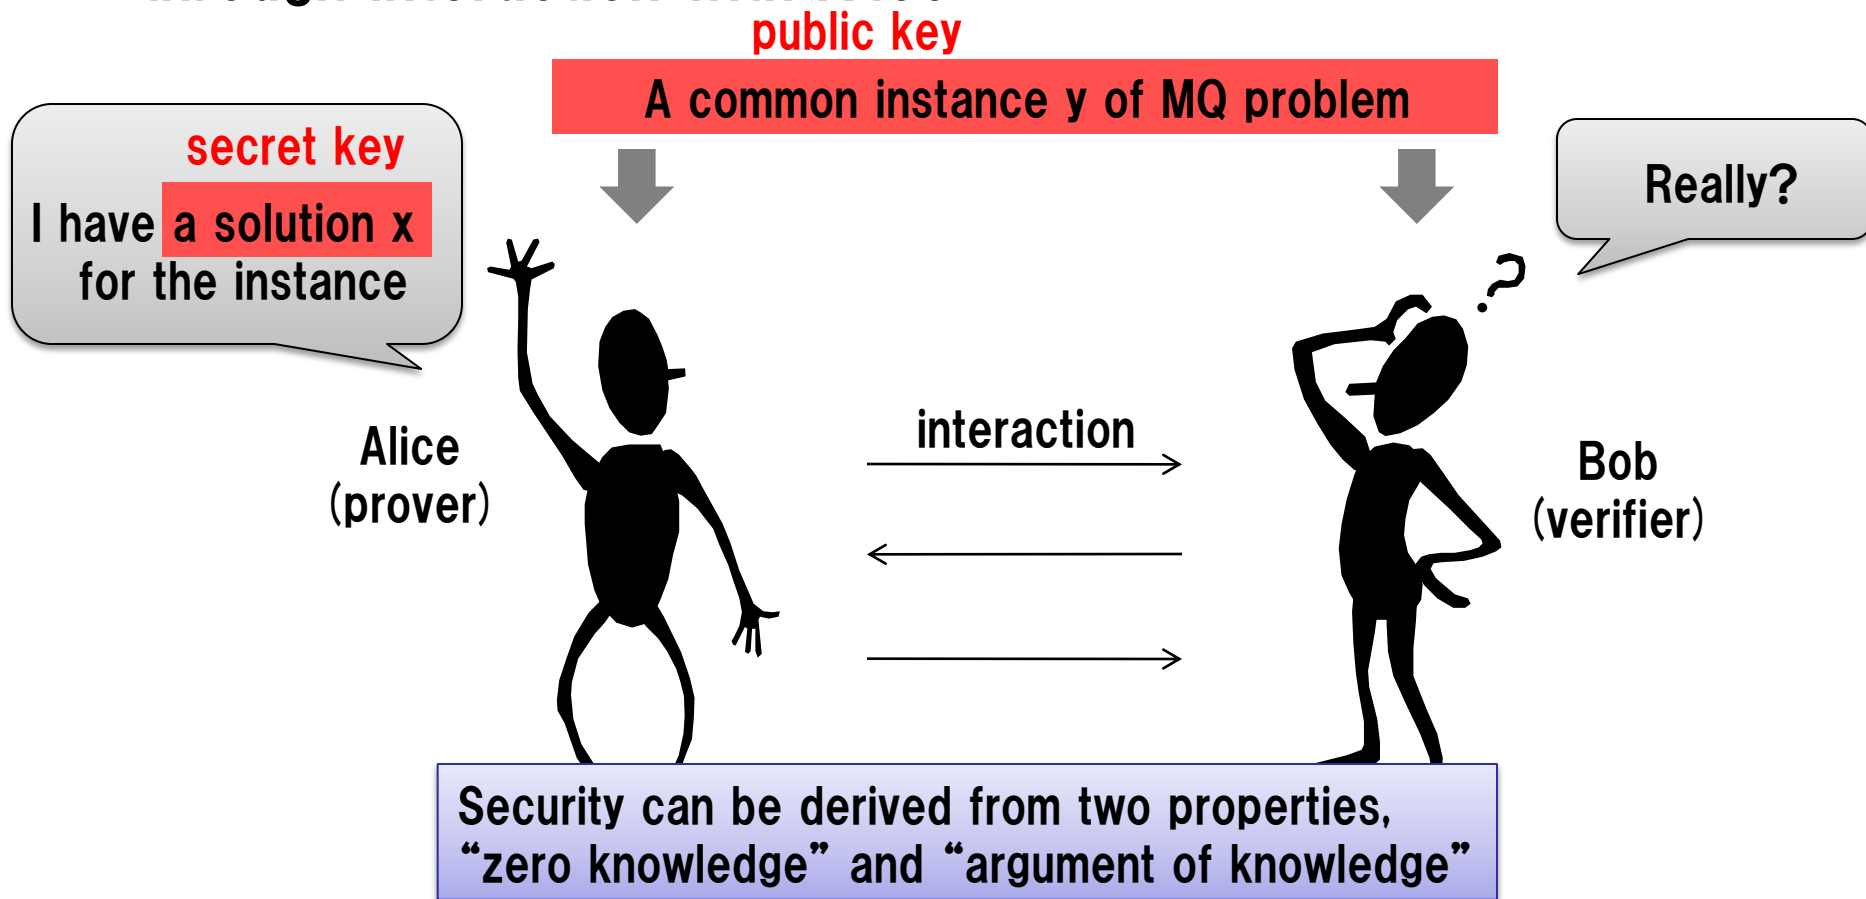 public key
A common instance y of MQ problem
secret key
I have a solution x
for the instance
Really?
?
Alice
(prover)
interaction
Bob
(verifier)
Security can be derived from two properties,
“zero knowledge” and “argument of knowledge”